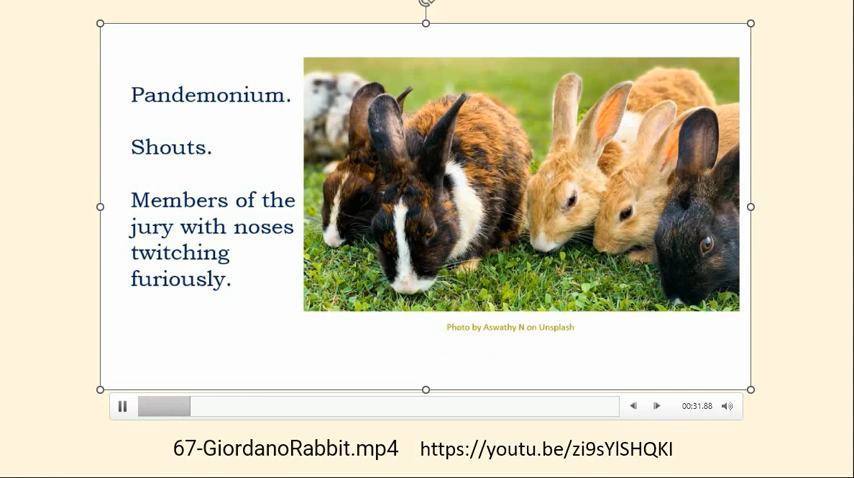 Pandemonium.
Shouts.
Members of the
jury with noses
twitching
furiously.
Photo by Aswathy N on Unsplash
00:31.88
67-GiordanoRabbit.mp4 https://youtu.be/zi9sYlSHQKI